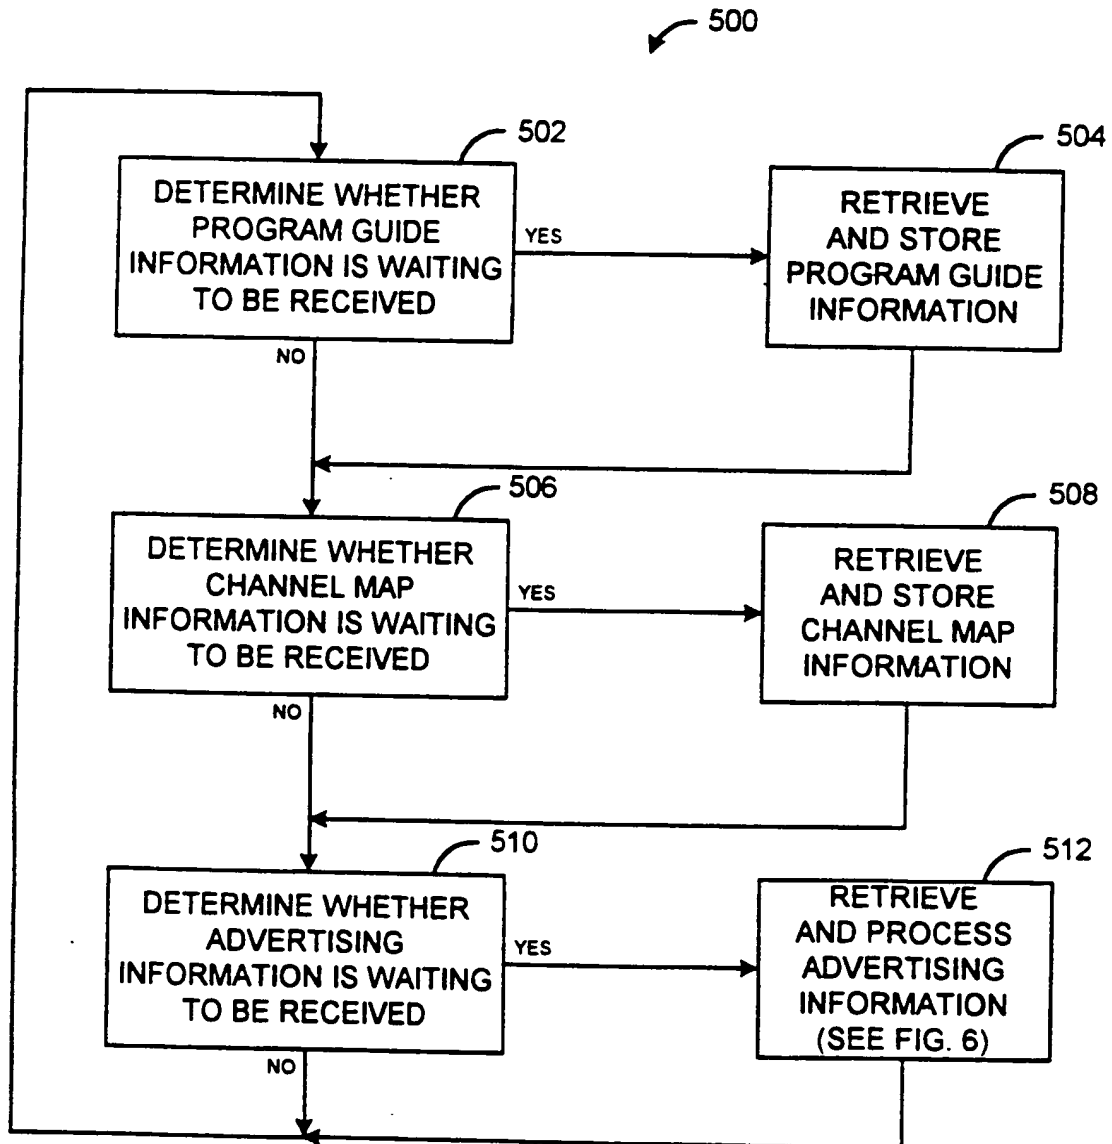 500
502
DETERMINE WHETHER
PROGRAM GUIDE
INFORMATION IS WAITING
TO BE RECEIVED
YES
NO
504
RETRIEVE
AND STORE
PROGRAM GUIDE
INFORMATION
506
DETERMINE WHETHER
CHANNEL MAP
INFORMATION IS WAITING
TO BE RECEIVED
YES
NO
508
RETRIEVE
AND STORE
CHANNEL MAP
INFORMATION
510
DETERMINE WHETHER
ADVERTISING
INFORMATION IS WAITING
TO BE RECEIVED
YES
NO
512
RETRIEVE
AND PROCESS
ADVERTISING
INFORMATION
(SEE FIG. 6)